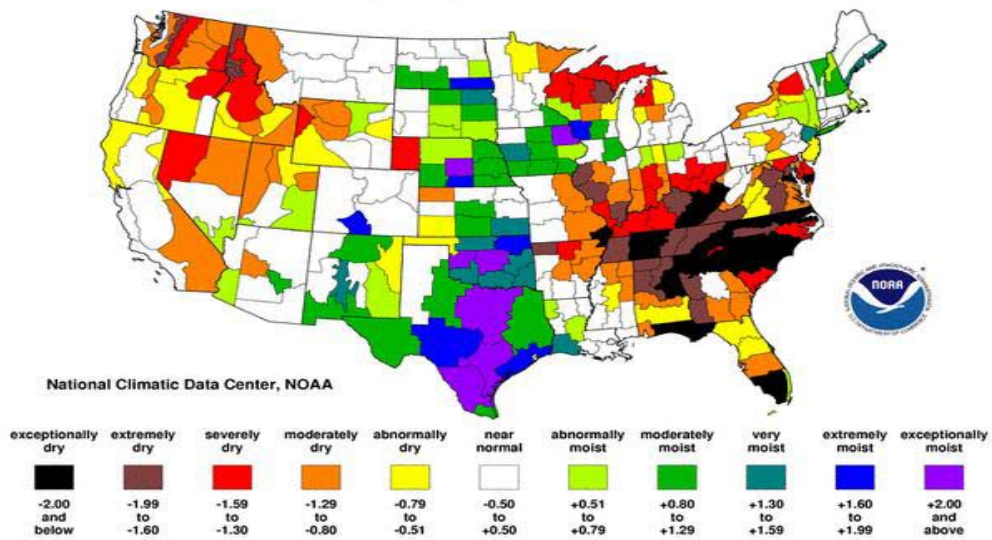 NOAA
National Climatic Data Center, NOAA
exceptionally dry
extremely dry
severely dry
moderately dry
abnormally dry
near normal
abnormally moist
moderately moist
very moist
extremely moist
exceptionally moist
-2.00 and below
-1.99 to -1.60
-1.59 to -1.30
-1.29 to -0.80
-0.79 to -0.51
-0.50 to +0.50
+0.51 to +0.79
+0.80 to +1.29
+1.30 to +1.59
+1.60 to +1.99
+2.00 and above